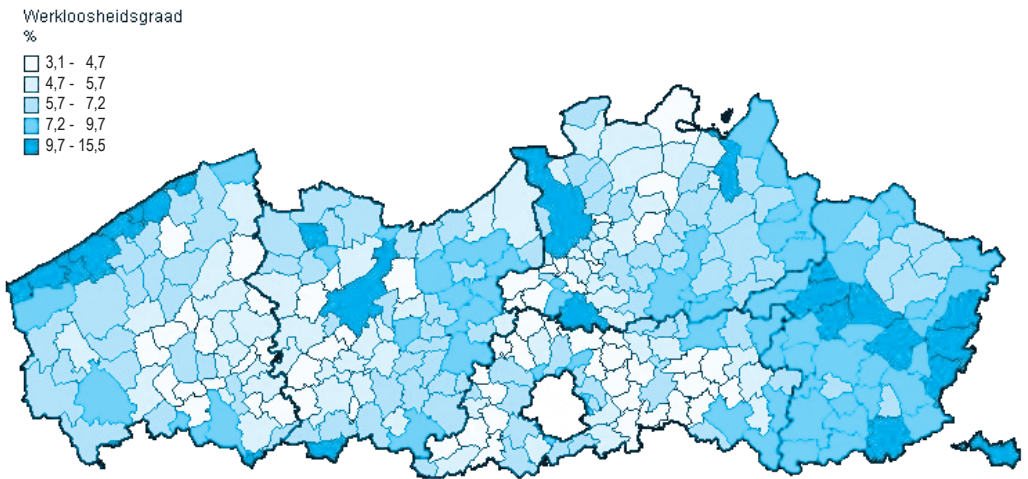 Werkloosheidsgraad
%
3,1 - 4,7
4,7 - 5,7
5,7 - 7,2
7,2 - 9,7
9,7 - 15,5